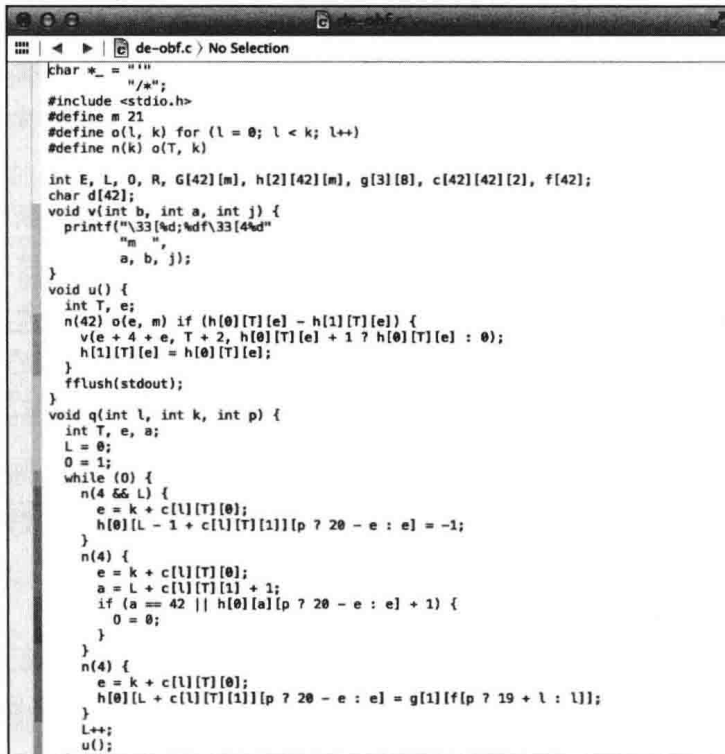 de-obf.c
de-obf.c › No Selection
char *_ = "'"
"/*";
#include <stdio.h>
#define m 21
#define o(l, k) for (l = 0; l < k; l++)
#define n(k) o(T, k)
int E, L, O, R, G[42][m], h[2][42][m], g[3][8], c[42][42][2], f[42];
char d[42];
void v(int b, int a, int j) {
printf("\33[%d;%df\33[4%d"
"m  ",
a, b, j);
}
void u() {
int T, e;
n(42) o(e, m) if (h[0][T][e] - h[1][T][e]) {
v(e + 4 + e, T + 2, h[0][T][e] + 1 ? h[0][T][e] : 0);
h[1][T][e] = h[0][T][e];
}
fflush(stdout);
}
void q(int l, int k, int p) {
int T, e, a;
L = 0;
O = 1;
while (O) {
n(4 && L) {
e = k + c[l][T][0];
h[0][L - 1 + c[l][T][1]][p ? 20 - e : e] = -1;
}
n(4) {
e = k + c[l][T][0];
a = L + c[l][T][1] + 1;
if (a == 42 || h[0][a][p ? 20 - e : e] + 1) {
O = 0;
}
}
n(4) {
e = k + c[l][T][0];
h[0][L + c[l][T][1]][p ? 20 - e : e] = g[1][f[p ? 19 + l : l]];
}
L++;
u();